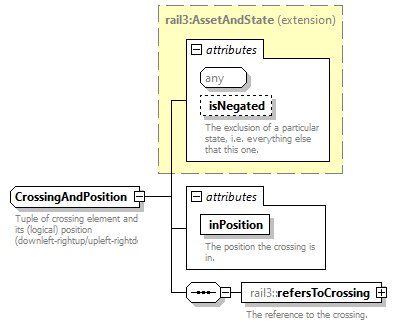 rail3:AssetAndState (extension)
attributes
any
isNegated
The exclusion of a particular
state, i.e. everything else
that this one.
CrossingAndPosition
Tuple of crossing element and
its (logical) position
(downleft-rightup/upleft-rightd
attributes
inPosition
The position the crossing is
in.
rail3::refersToCrossing
The reference to the crossing.